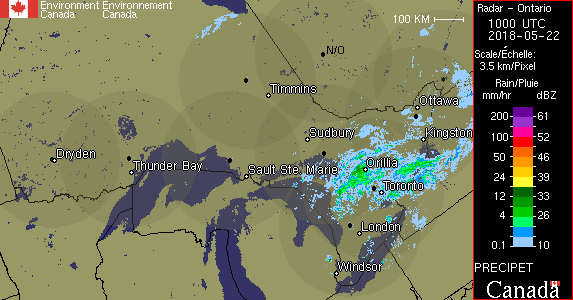 Environment Environnement
Canada Canada
100 KM
N/O
Timmins
Ottawa
Sudbury
Kingston
Dryden
Thunder Bay
Sault Ste. Marie
Orillia
Toronto
London
Windsor
Radar - Ontario
1000 UTC
2018-05-22
Scale/Échelle:
3.5 km/Pixel
Rain/Pluie
mm/hr dBZ
200 61
100 52
50 46
24 39
12 33
4 26
0.1 10
PRECIPET
Canada